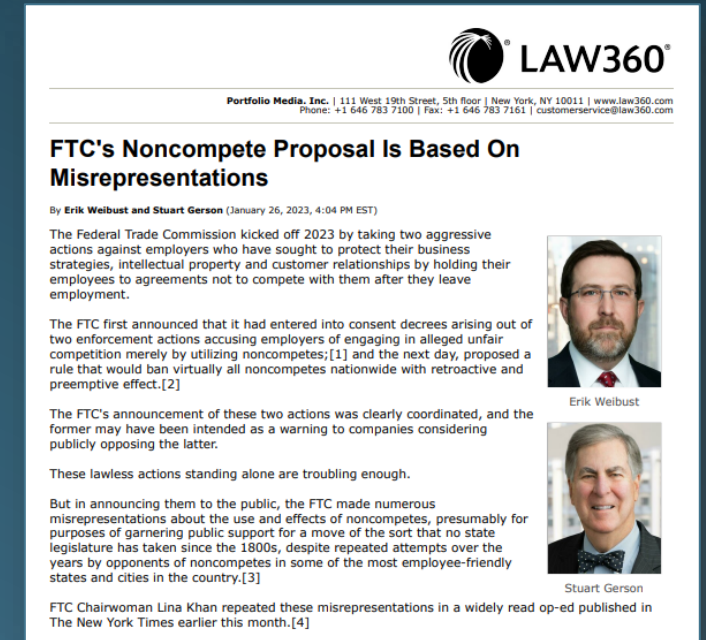 LAW360®
Portfolio Media. Inc. | 111 West 19th Street, 5th floor | New York, NY 10011 | www.law360.com
Phone: +1 646 783 7100 | Fax: +1 646 783 7161 | customerservice@law360.com
FTC's Noncompete Proposal Is Based On
Misrepresentations
By Erik Weibust and Stuart Gerson (January 26, 2023, 4:04 PM EST)
The Federal Trade Commission kicked off 2023 by taking two aggressive
actions against employers who have sought to protect their business
strategies, intellectual property and customer relationships by holding their
employees to agreements not to compete with them after they leave
employment.
The FTC first announced that it had entered into consent decrees arising out of
two enforcement actions accusing employers of engaging in alleged unfair
competition merely by utilizing noncompetes;[1] and the next day, proposed a
rule that would ban virtually all noncompetes nationwide with retroactive and
preemptive effect.[2]
Erik Weibust
The FTC's announcement of these two actions was clearly coordinated, and the
former may have been intended as a warning to companies considering
publicly opposing the latter.
These lawless actions standing alone are troubling enough.
But in announcing them to the public, the FTC made numerous
misrepresentations about the use and effects of noncompetes, presumably for
purposes of garnering public support for a move of the sort that no state
legislature has taken since the 1800s, despite repeated attempts over the
years by opponents of noncompetes in some of the most employee-friendly
states and cities in the country.[3]
Stuart Gerson
FTC Chairwoman Lina Khan repeated these misrepresentations in a widely read op-ed published in
The New York Times earlier this month.[4]